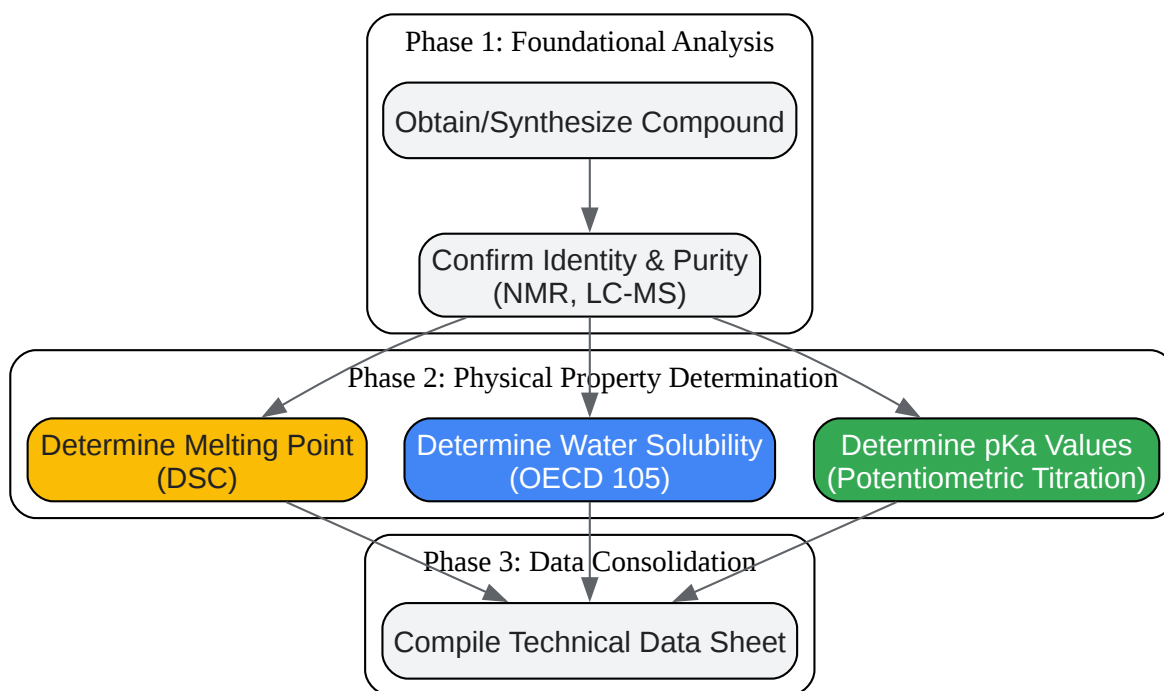 Phase 1: Foundational Analysis
Obtain/Synthesize Compound
Confirm Identity & Purity
(NMR, LC-MS)
Phase 2: Physical Property Determination
Determine Melting Point
(DSC)
Determine Water Solubility
(OECD 105)
Determine pKa Values
(Potentiometric Titration)
Phase 3: Data Consolidation
Compile Technical Data Sheet